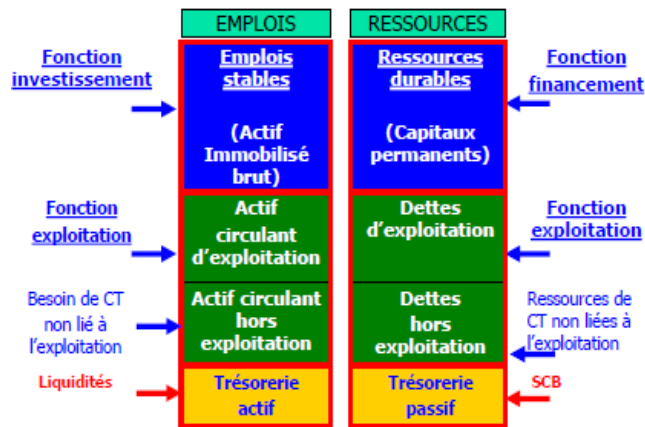 EMPLOIS
RESSOURCES
Fonction
investissement
Emplois
stables
(Actif
Immobilisé
brut)
Ressources
durables
(Capitaux
permanents)
Fonction
financement
Fonction
exploitation
Actif
circulant
d'exploitation
Dettes
d'exploitation
Fonction
exploitation
Besoin de CT
non lié à
l'exploitation
Actif circulant
hors
exploitation
Dettes
hors
exploitation
Ressources de
CT non liées à
l'exploitation
Liquidités
Trésorerie
actif
Trésorerie
passif
SCB